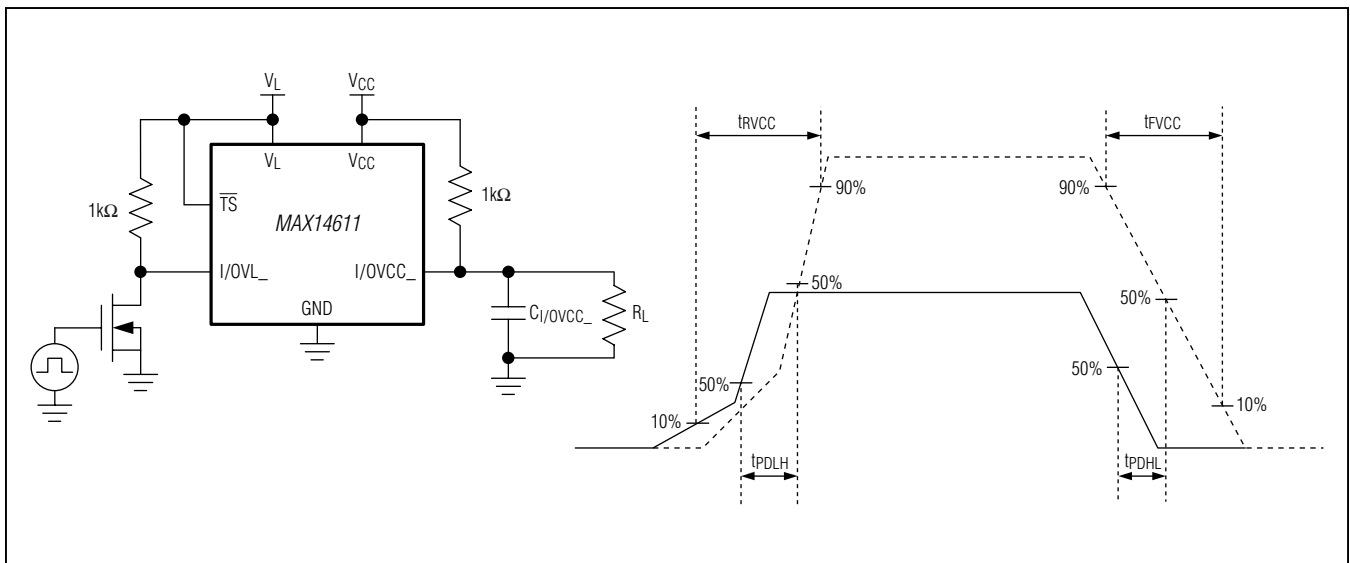 VL
VCC
VL
VCC
1kΩ
TS
MAX14611
1kΩ
I/OVL_
I/OVCC_
GND
CI/OVCC_
RL
tRVCC
tFVCC
90%
90%
50%
50%
50%
50%
10%
10%
tPDLH
tPDHL